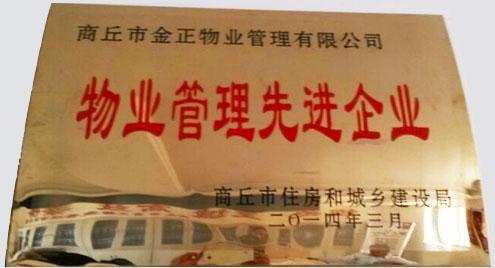 商丘市金正物业管理有限公司
物业管理先进企业
商丘市住房和城乡建设局
二〇一四年三月